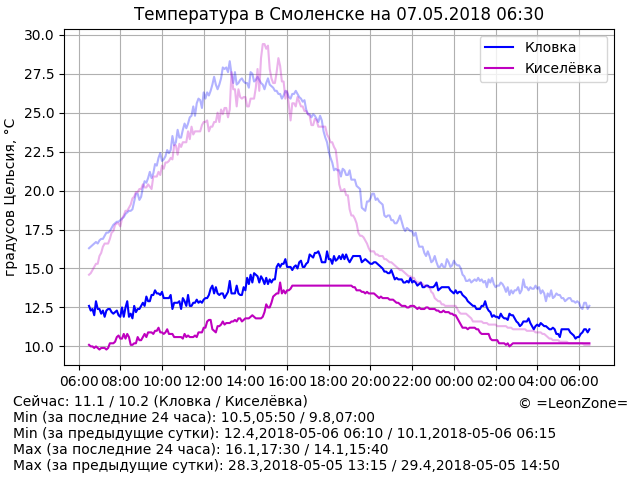 Температура в Смоленске на 07.05.2018 06:30
градусов Цельсия, °C
30.0
27.5
25.0
22.5
20.0
17.5
15.0
12.5
10.0
Кловка
Киселёвка
06:00 08:00 10:00 12:00 14:00 16:00 18:00 20:00 22:00 00:00 02:00 04:00 06:00
Сейчас: 11.1 / 10.2 (Кловка / Киселёвка)
© =LeonZone=
Min (за последние 24 часа): 10.5,05:50 / 9.8,07:00
Min (за предыдущие сутки): 12.4,2018-05-06 06:10 / 10.1,2018-05-06 06:15
Max (за последние 24 часа): 16.1,17:30 / 14.1,15:40
Max (за предыдущие сутки): 28.3,2018-05-05 13:15 / 29.4,2018-05-05 14:50